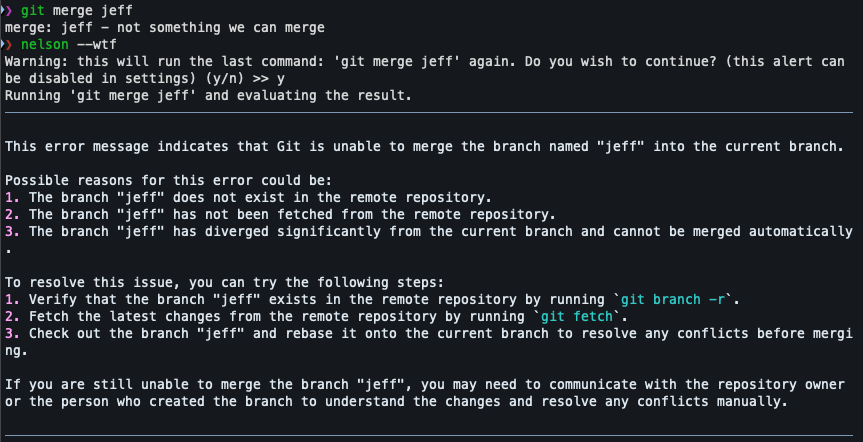 ❯ git merge jeff
merge: jeff - not something we can merge
❯ nelson --wtf
Warning: this will run the last command: 'git merge jeff' again. Do you wish to continue? (this alert can
be disabled in settings) (y/n) >> y
Running 'git merge jeff' and evaluating the result.
This error message indicates that Git is unable to merge the branch named "jeff" into the current branch.
Possible reasons for this error could be:
1. The branch "jeff" does not exist in the remote repository.
2. The branch "jeff" has not been fetched from the remote repository.
3. The branch "jeff" has diverged significantly from the current branch and cannot be merged automatically
.
To resolve this issue, you can try the following steps:
1. Verify that the branch "jeff" exists in the remote repository by running `git branch -r`.
2. Fetch the latest changes from the remote repository by running `git fetch`.
3. Check out the branch "jeff" and rebase it onto the current branch to resolve any conflicts before mergi
ng.
If you are still unable to merge the branch "jeff", you may need to communicate with the repository owner
or the person who created the branch to understand the changes and resolve any conflicts manually.